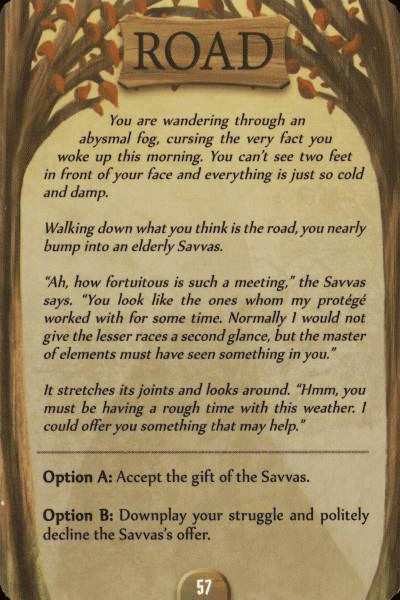 ROAD
You are wandering through an
abysmal fog, cursing the very fact you
woke up this morning. You can't see two feet
in front of your face and everything is just so cold
and damp.
Walking down what you think is the road, you nearly
bump into an elderly Savvas.
"Ah, how fortuitous is such a meeting," the Savvas
says. "You look like the ones whom my protégé
worked with for some time. Normally I would not
give the lesser races a second glance, but the master
of elements must have seen something in you."
It stretches its joints and looks around. "Hmm, you
must be having a rough time with this weather. I
could offer you something that may help."
Option A: Accept the gift of the Savvas.
Option B: Downplay your struggle and politely
decline the Savvas's offer.
57